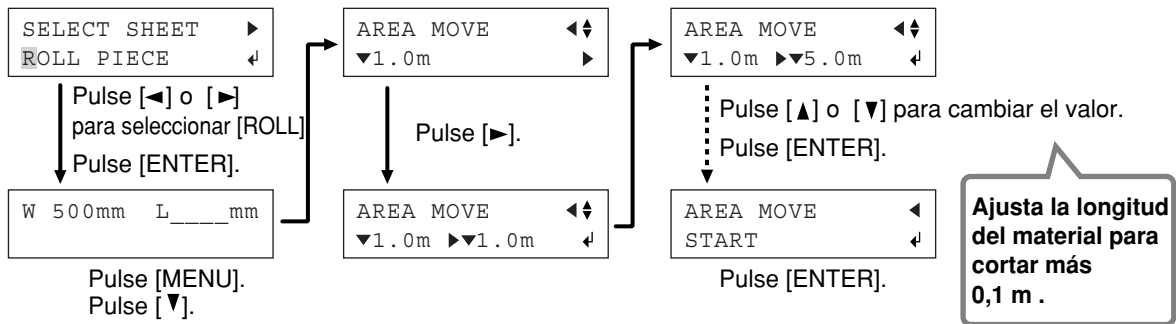 SELECT SHEET ▶
ROLL PIECE ↵
Pulse [◄] o [►]
para seleccionar [ROLL]
Pulse [ENTER].
W 500mm L____mm
Pulse [MENU].
Pulse [▼].
AREA MOVE ◄▲▼
▼1.0m ▶
Pulse [►].
AREA MOVE ◄▲▼
▼1.0m ▶▼1.0m ↵
AREA MOVE ◄▲▼
▼1.0m ▶▼5.0m ↵
Pulse [▲] o [▼] para cambiar el valor.
Pulse [ENTER].
AREA MOVE ◄
START ↵
Pulse [ENTER].
Ajusta la longitud
del material para
cortar más
0,1 m .